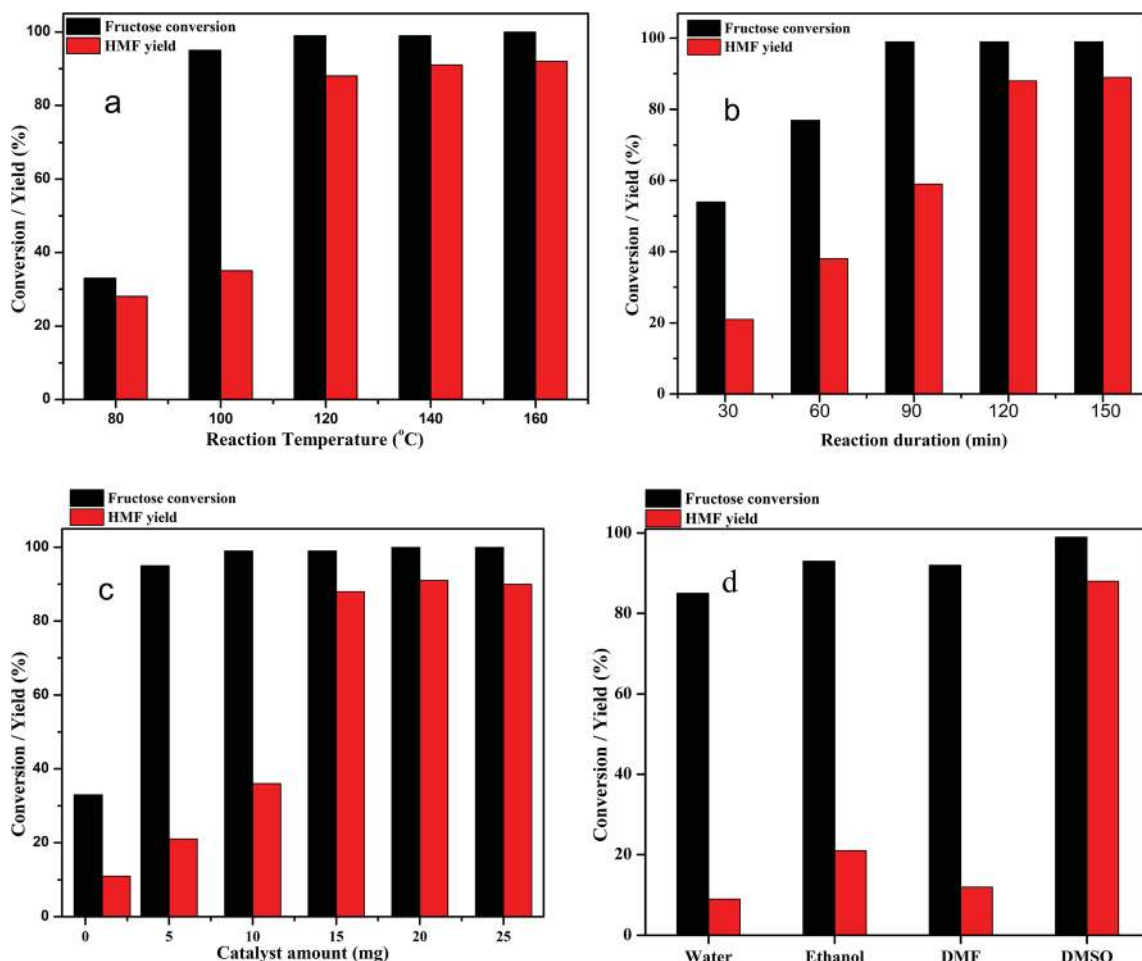 Fructose conversion
HMF yield
a
Conversion / Yield (%)
100
80
60
40
20
0
80 100 120 140 160
Reaction Temperature (°C)
Fructose conversion
HMF yield
b
Conversion / Yield (%)
100
80
60
40
20
0
30 60 90 120 150
Reaction duration (min)
Fructose conversion
HMF yield
c
Conversion / Yield (%)
100
80
60
40
20
0
0 5 10 15 20 25
Catalyst amount (mg)
Fructose conversion
HMF yield
d
Conversion / Yield (%)
100
80
60
40
20
0
Water Ethanol DMF DMSO